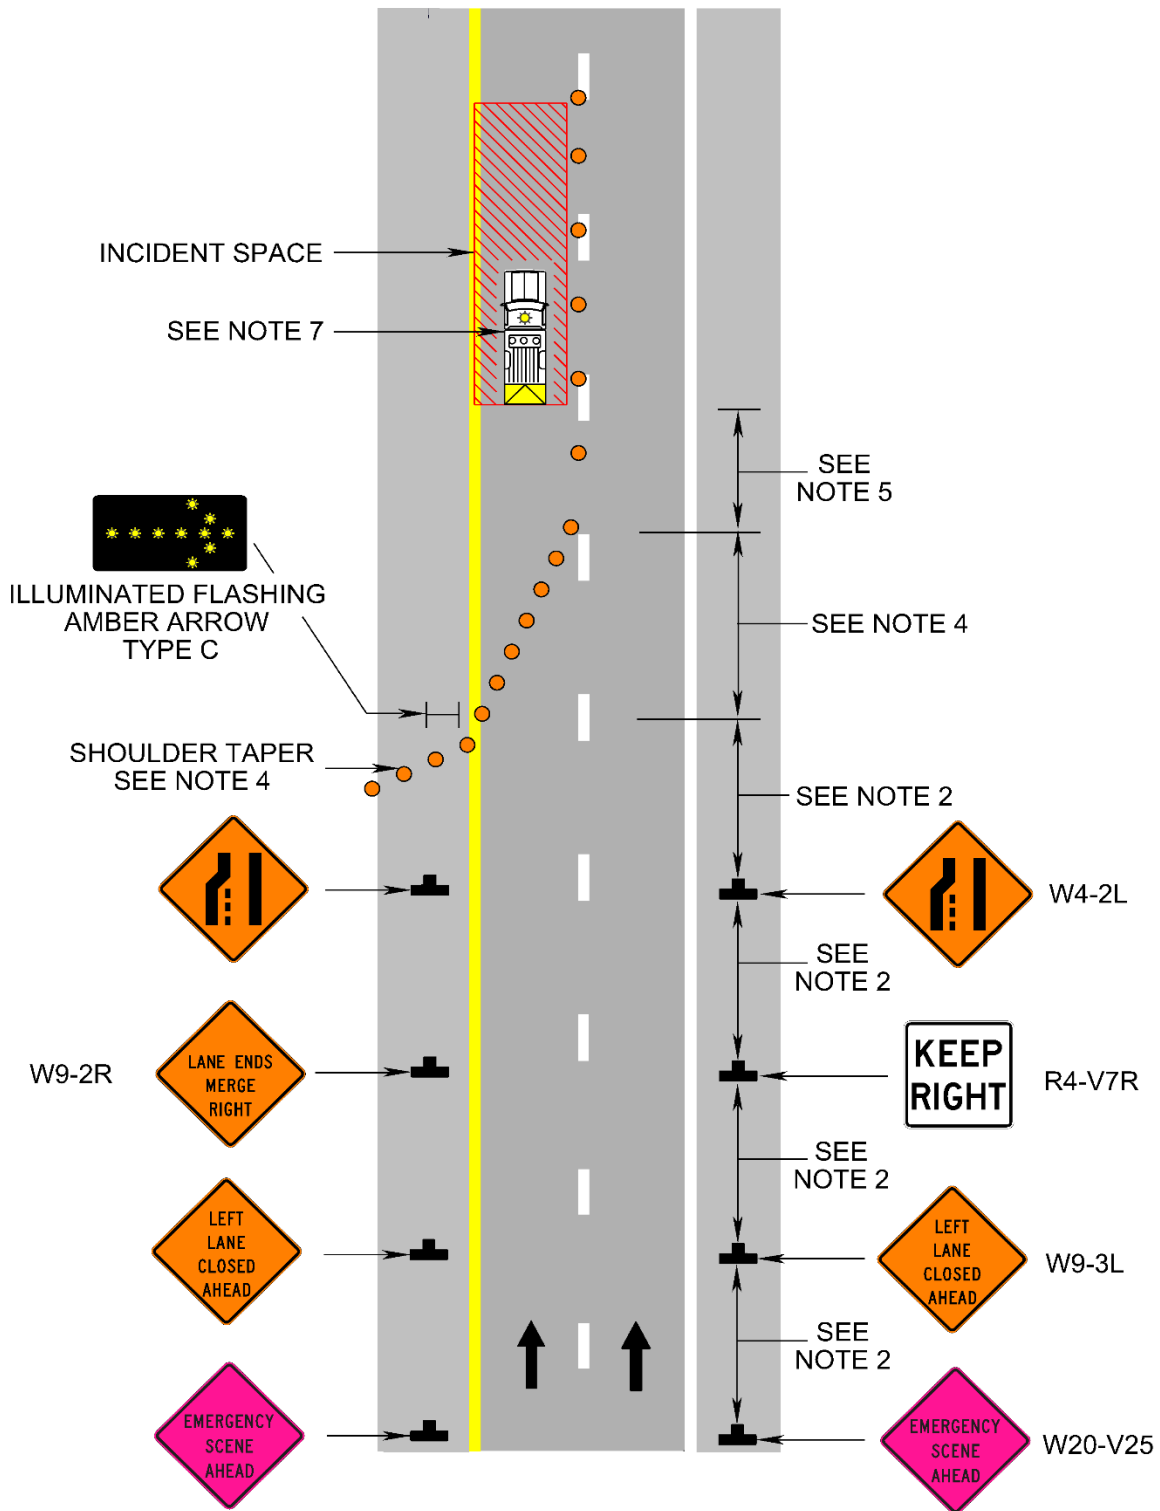 INCIDENT SPACE
SEE NOTE 7
SEE
NOTE 5
ILLUMINATED FLASHING
AMBER ARROW
TYPE C
SEE NOTE 4
SHOULDER TAPER
SEE NOTE 4
SEE NOTE 2
W4-2L
SEE
NOTE 2
W9-2R
LANE ENDS
MERGE
RIGHT
KEEP
RIGHT
R4-V7R
SEE
NOTE 2
LEFT
LANE
CLOSED
AHEAD
LEFT
LANE
CLOSED
AHEAD
W9-3L
SEE
NOTE 2
EMERGENCY
SCENE
AHEAD
EMERGENCY
SCENE
AHEAD
W20-V25